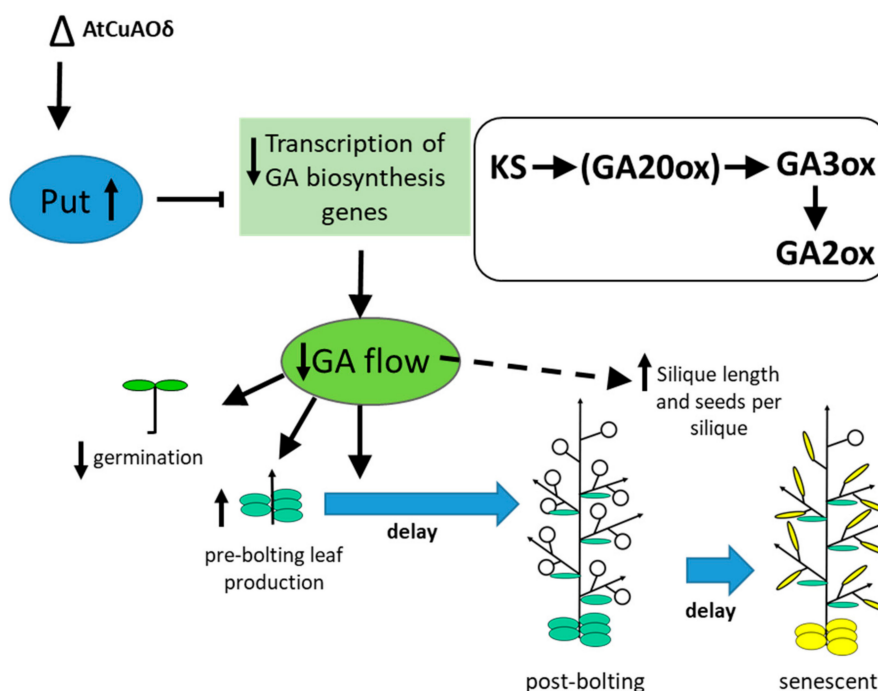 Δ AtCuAOδ
Put ↑
↓ Transcription of
GA biosynthesis
genes
KS → (GA20ox) → GA3ox
↓
GA2ox
↓ GA flow
↑ Silique length
and seeds per
silique
↓ germination
↑
pre-bolting leaf
production
delay
delay
post-bolting
senescent